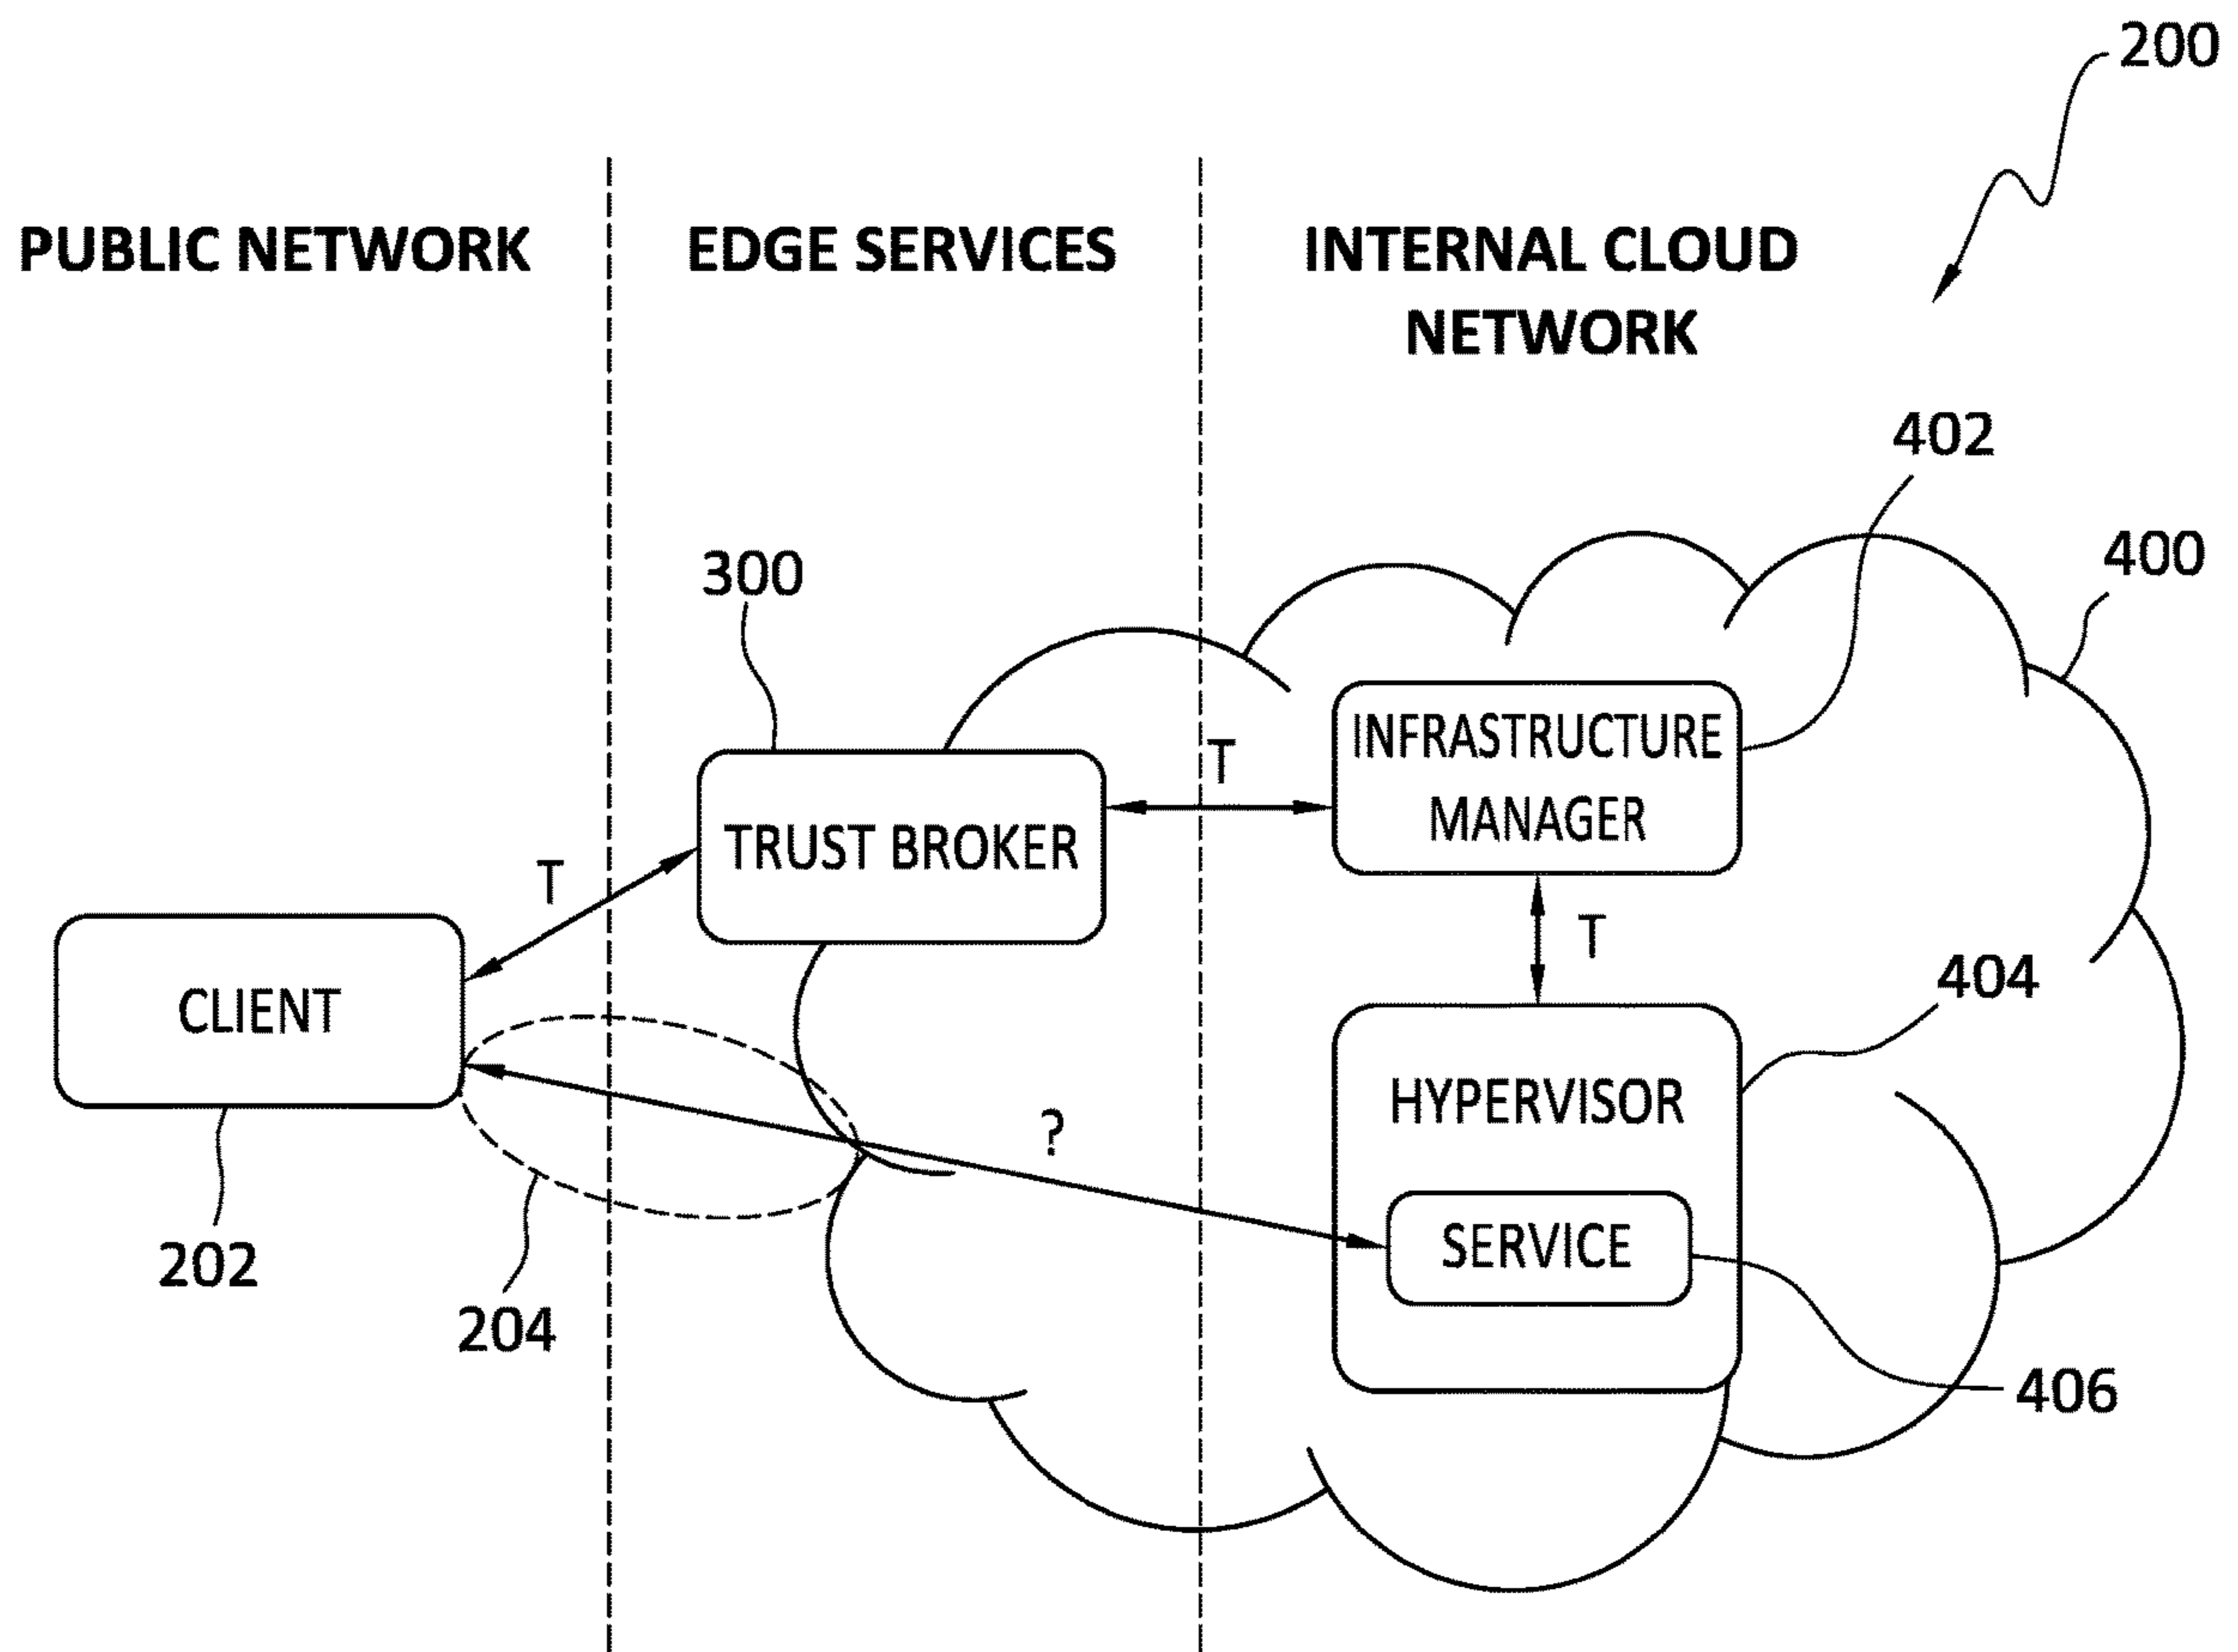 200
PUBLIC NETWORK
EDGE SERVICES
INTERNAL CLOUD
NETWORK
402
400
300
INFRASTRUCTURE
MANAGER
T
TRUST BROKER
T
T
CLIENT
404
HYPERVISOR
?
SERVICE
202
204
406